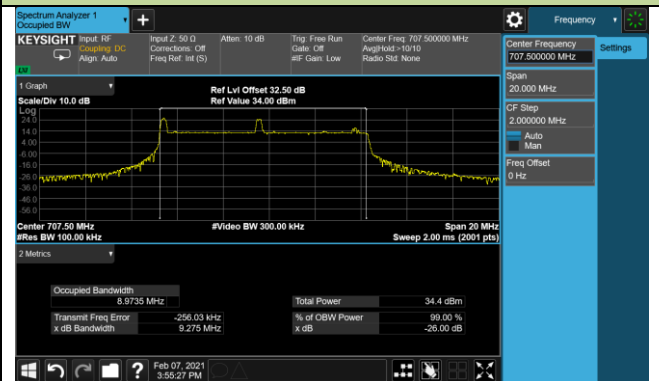 Spectrum Analyzer 1
Occupied BW
Frequency
KEYSIGHT Input: RF
Coupling: DC
Align: Auto
Input Z: 50 Ω
Corrections: Off
Freq Ref: Int (S)
Atten: 10 dB
Trig: Free Run
Gate: Off
#IF Gain: Low
Center Freq: 707.500000 MHz
Avg|Hold:>10/10
Radio Std: None
LW
Center Frequency
707.500000 MHz
Settings
Span
20.000 MHz
CF Step
2.000000 MHz
Auto
Man
Freq Offset
0 Hz
1 Graph
Scale/Div 10.0 dB
Ref Lvl Offset 32.50 dB
Ref Value 34.00 dBm
Log
24.0
14.0
4.00
-6.00
-16.0
-26.0
-36.0
-46.0
-56.0
Center 707.50 MHz
#Video BW 300.00 kHz
Span 20 MHz
#Res BW 100.00 kHz
Sweep 2.00 ms (2001 pts)
2 Metrics
Occupied Bandwidth
8.9735 MHz
Total Power 34.4 dBm
Transmit Freq Error -256.03 kHz
% of OBW Power 99.00 %
x dB Bandwidth 9.275 MHz
x dB -26.00 dB
?
Feb 07, 2021
3:55:27 PM